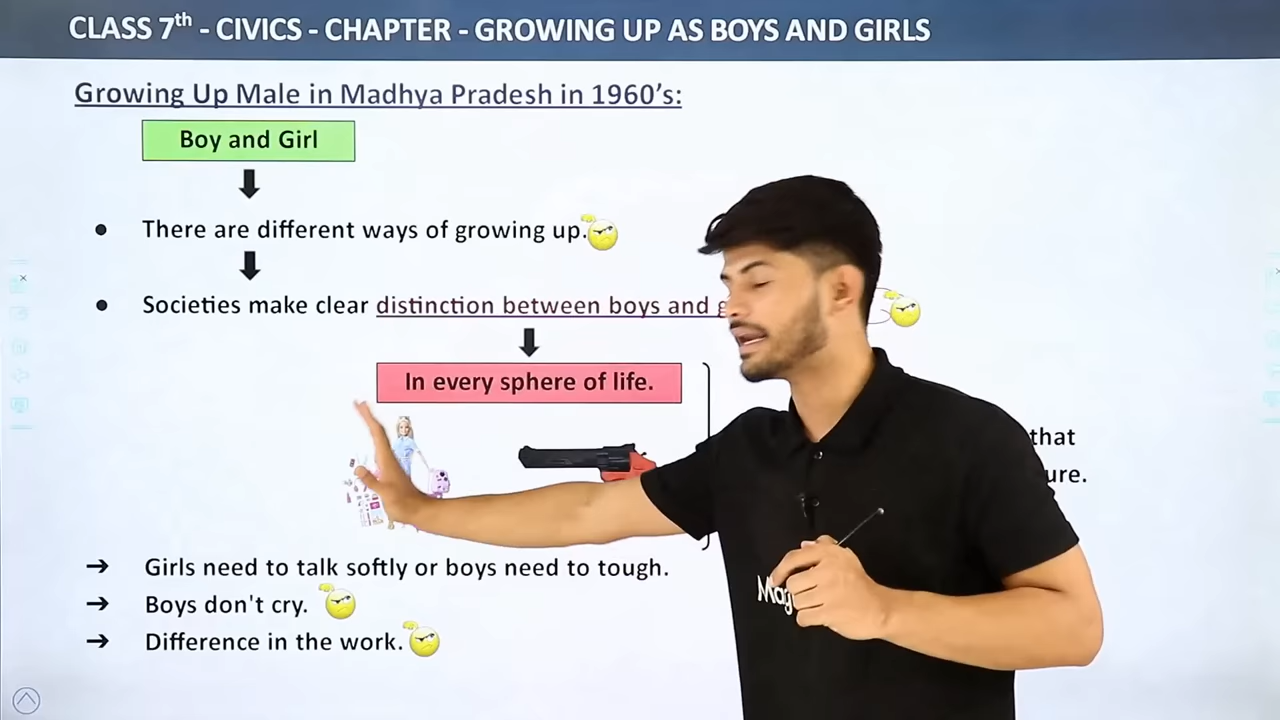 CLASS 7th - CIVICS - CHAPTER - GROWING UP AS BOYS AND GIRLS
Growing Up Male in Madhya Pradesh in 1960's:
Boy and Girl
There are different ways of growing up.
Societies make clear distinction between boys and
In every sphere of life.
that
ure.
Girls need to talk softly or boys need to tough.
Boys don't cry.
Difference in the work.